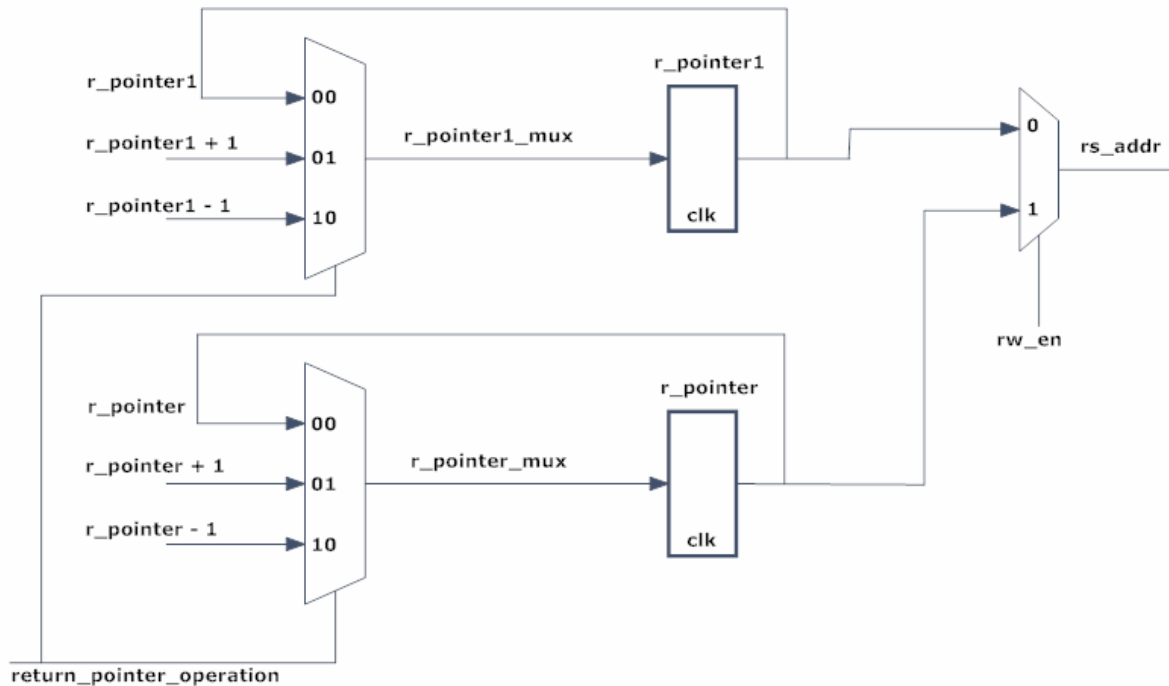 r_pointer1
r_pointer1
00
0
r_pointer1 + 1
r_pointer1_mux
01
rs_addr
r_pointer1 - 1
10
clk
1
rw_en
r_pointer
r_pointer
00
r_pointer + 1
r_pointer_mux
01
r_pointer - 1
10
clk
return_pointer_operation